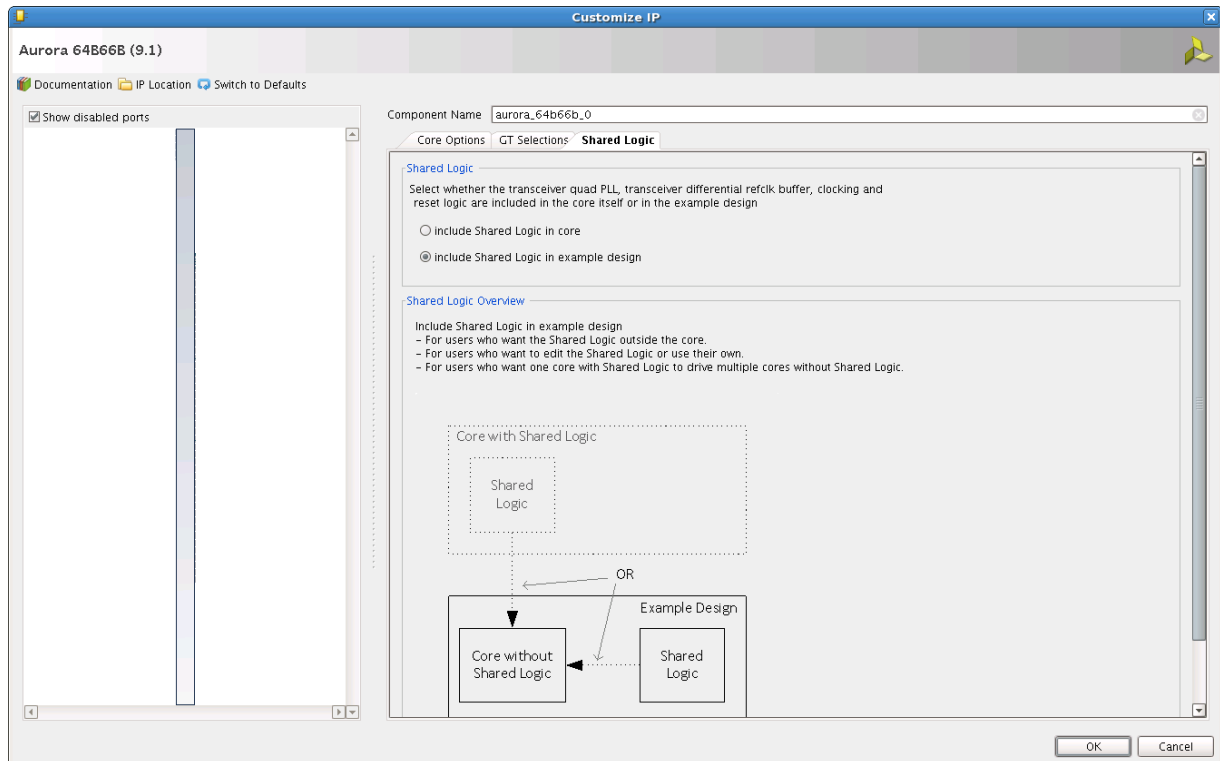 Customize IP
Aurora 64B66B (9.1)
Documentation IP Location Switch to Defaults
Show disabled ports
Component Name aurora_64b66b_0
Core Options GT Selections Shared Logic
Shared Logic
Select whether the transceiver quad PLL, transceiver differential refclk buffer, clocking and
reset logic are included in the core itself or in the example design
include Shared Logic in core
include Shared Logic in example design
Shared Logic Overview
Include Shared Logic in example design
– For users who want the Shared Logic outside the core.
– For users who want to edit the Shared Logic or use their own.
– For users who want one core with Shared Logic to drive multiple cores without Shared Logic.
Core with Shared Logic
Shared
Logic
OR
Example Design
Core without
Shared Logic
Shared
Logic
OK Cancel